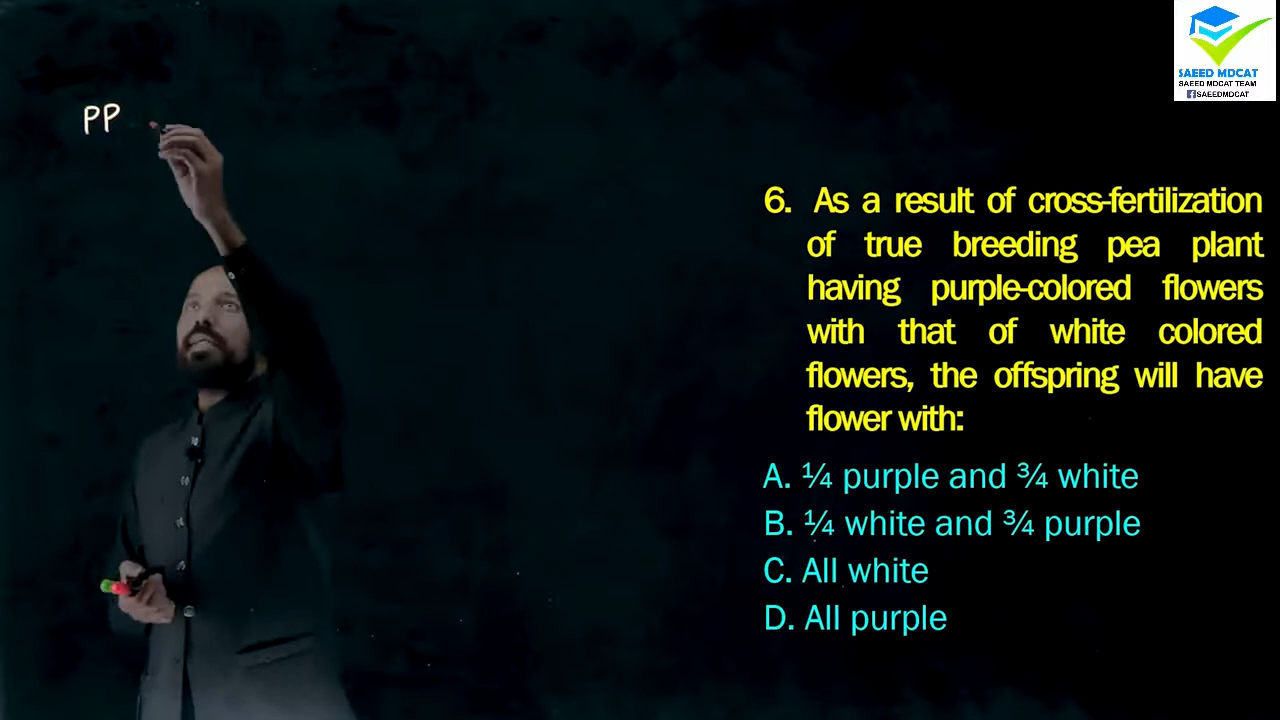 SAEED MDCAT
SAEED MDCAT TEAM
SAEEDMDCAT
PP
6. As a result of cross-fertilization
of true breeding pea plant
having purple-colored flowers
with that of white colored
flowers, the offspring will have
flower with:
A. ¼ purple and ¾ white
B. ¼ white and ¾ purple
C. All white
D. All purple